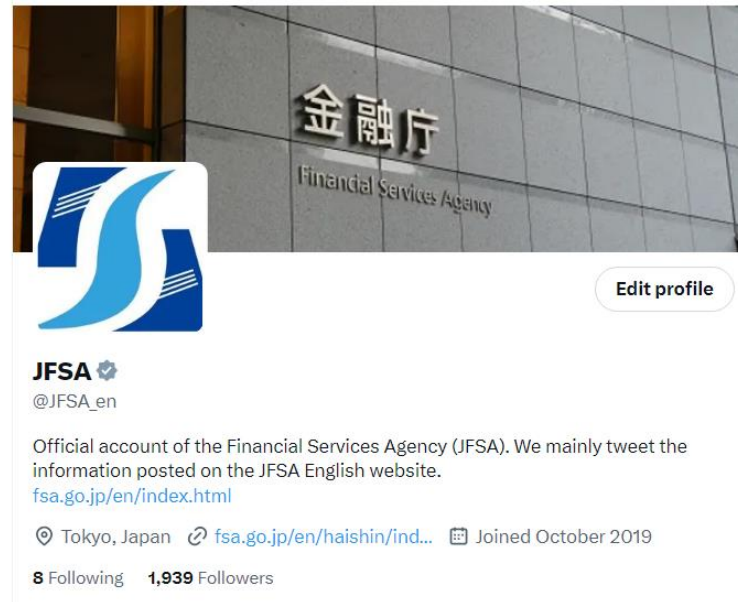 金融庁
Financial Services Agency
Edit profile
JFSA
@JFSA_en
Official account of the Financial Services Agency (JFSA). We mainly tweet the
information posted on the JFSA English website.
fsa.go.jp/en/index.html
Tokyo, Japan fsa.go.jp/en/haishin/ind... Joined October 2019
8 Following 1,939 Followers